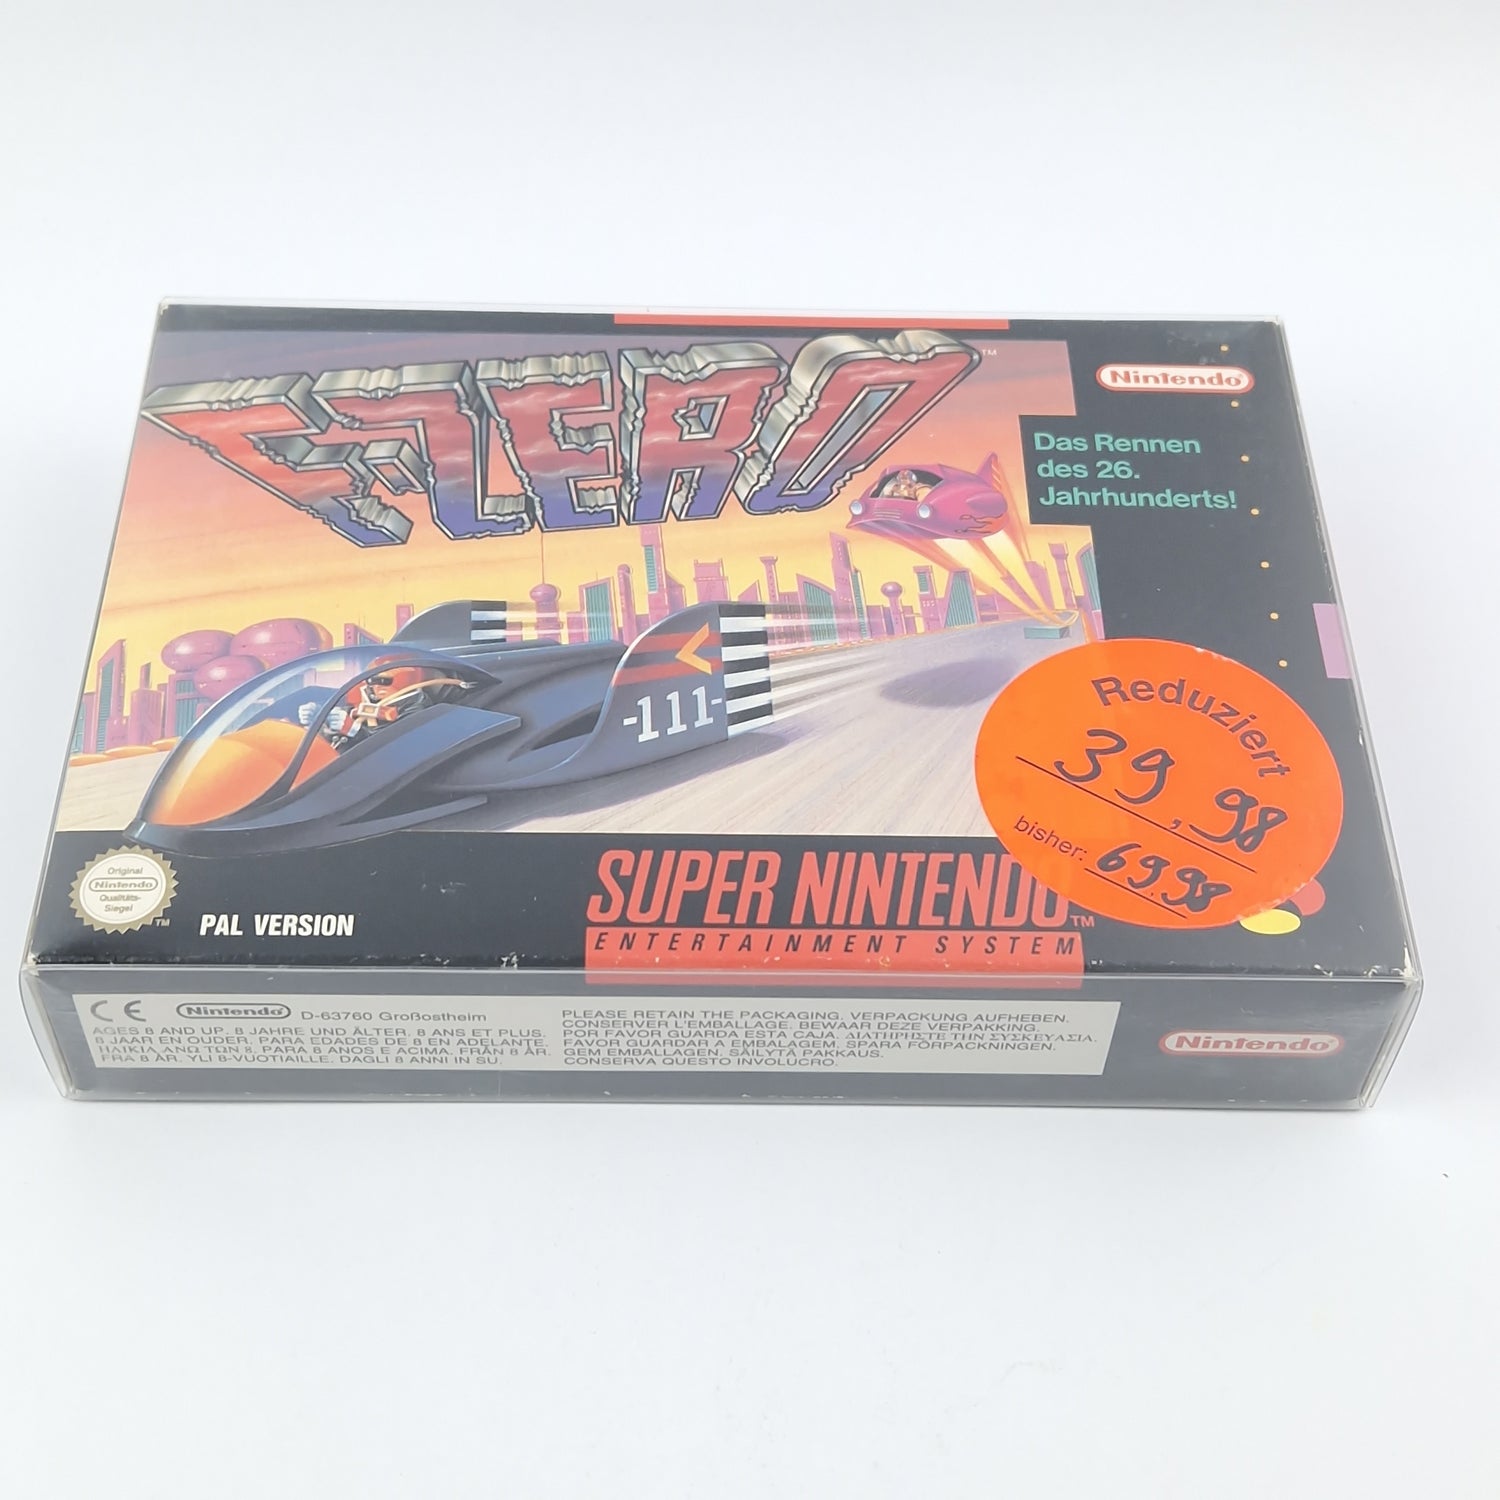 F-ZERO
TM
Nintendo
Das Rennen
des 26.
Jahrhunderts!
-111-
Reduziert
39,98
bisher: 69.98
Original
Nintendo
Qualitäts-
Siegel
TM
PAL VERSION
SUPER NINTENDO
TM
ENTERTAINMENT SYSTEM
CE Nintendo D-63760 Großostheim
AGES 8 AND UP. 8 JAHRE UND ÄLTER. 8 ANS ET PLUS.
8 JAAR EN OUDER. PARA EDADES DE 8 EN ADELANTE.
ΗΛΙΚΙΑ ΑΝΩ ΤΩΝ 8. PARA 8 ANOS E ACIMA. FRÅN 8 ÅR.
FRA 8 ÅR. YLI 8-VUOTIAILLE. DAGLI 8 ANNI IN SU.
PLEASE RETAIN THE PACKAGING. VERPACKUNG AUFHEBEN.
CONSERVER L'EMBALLAGE. BEWAAR DEZE VERPAKKING.
POR FAVOR GUARDA ESTA CAJA. ΔΙΑΤΗΡΗΣΤΕ ΤΗΝ ΣΥΣΚΕΥΑΣΙΑ.
FAVOR GUARDAR A EMBALAGEM. SPARA FÖRPACKNINGEN.
GEM EMBALLAGEN. SÄILYTÄ PAKKAUS.
CONSERVA QUESTO INVOLUCRO.
Nintendo